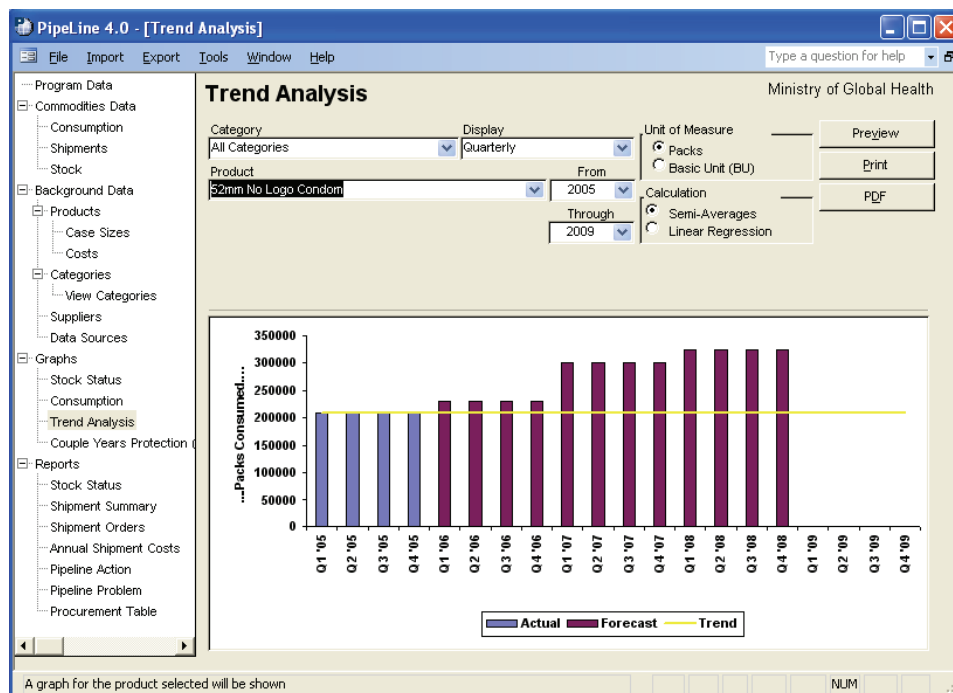 PipeLine 4.0 - [Trend Analysis]
File Import Export Tools Window Help Type a question for help
Program Data
Commodities Data
Consumption
Shipments
Stock
Background Data
Products
Case Sizes
Costs
Categories
View Categories
Suppliers
Data Sources
Graphs
Stock Status
Consumption
Trend Analysis
Couple Years Protection (
Reports
Stock Status
Shipment Summary
Shipment Orders
Annual Shipment Costs
Pipeline Action
Pipeline Problem
Procurement Table
Trend Analysis
Ministry of Global Health
Category
All Categories
Display
Quarterly
Product
52mm No Logo Condom
From
2005
Through
2009
Unit of Measure
Packs
Basic Unit (BU)
Calculation
Semi-Averages
Linear Regression
Preview
Print
PDF
...Packs Consumed....
350000
300000
250000
200000
150000
100000
50000
0
Q1 '05
Q2 '05
Q3 '05
Q4 '05
Q1 '06
Q2 '06
Q3 '06
Q4 '06
Q1 '07
Q2 '07
Q3 '07
Q4 '07
Q1 '08
Q2 '08
Q3 '08
Q4 '08
Q1 '09
Q2 '09
Q3 '09
Q4 '09
Actual Forecast Trend
A graph for the product selected will be shown NUM